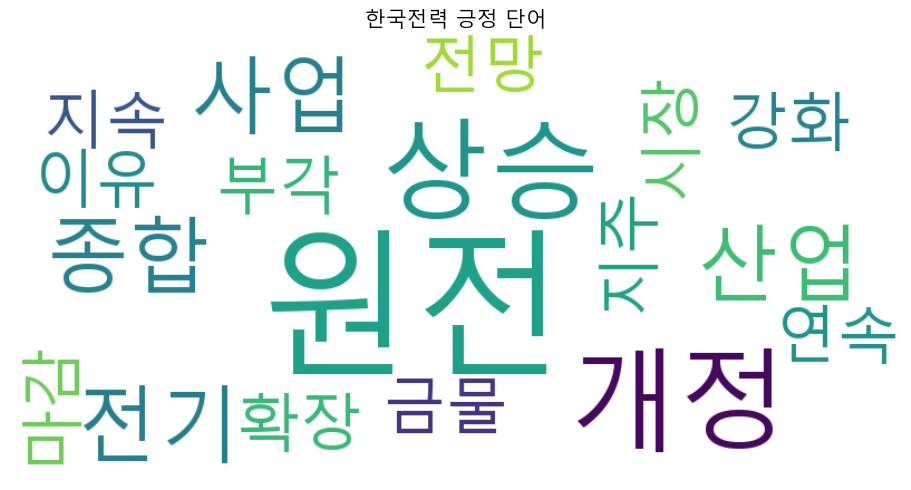 한국전력 긍정 단어
전망
사업
지속
시장
강화
상승
이유
부각
지주
종합
산업
원전
연속
개정
마감
전기
확장
금물